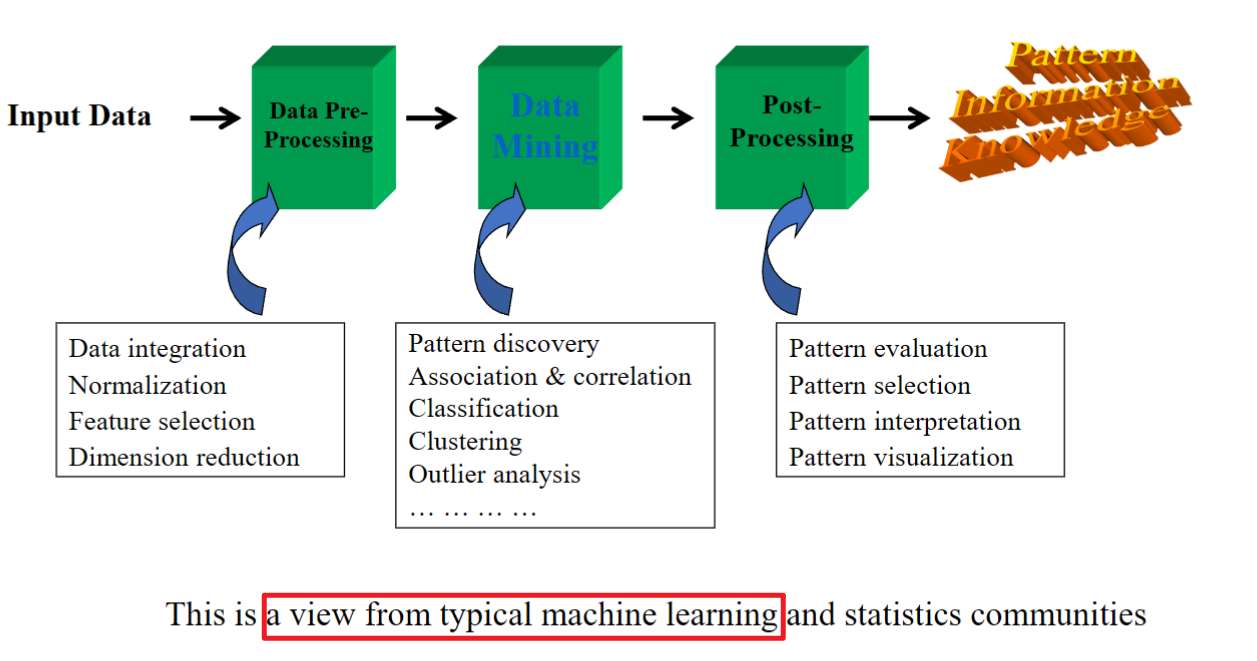 Input Data
Data Pre-
Processing
Data
Mining
Post-
Processing
Pattern
Information
Knowledge
Data integration
Normalization
Feature selection
Dimension reduction
Pattern discovery
Association & correlation
Classification
Clustering
Outlier analysis
… … … …
Pattern evaluation
Pattern selection
Pattern interpretation
Pattern visualization
This is a view from typical machine learning and statistics communities